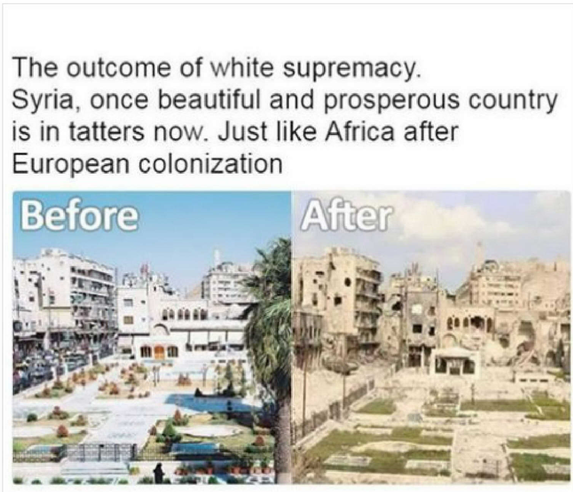 The outcome of white supremacy.
Syria, once beautiful and prosperous country
is in tatters now. Just like Africa after
European colonization
Before
After